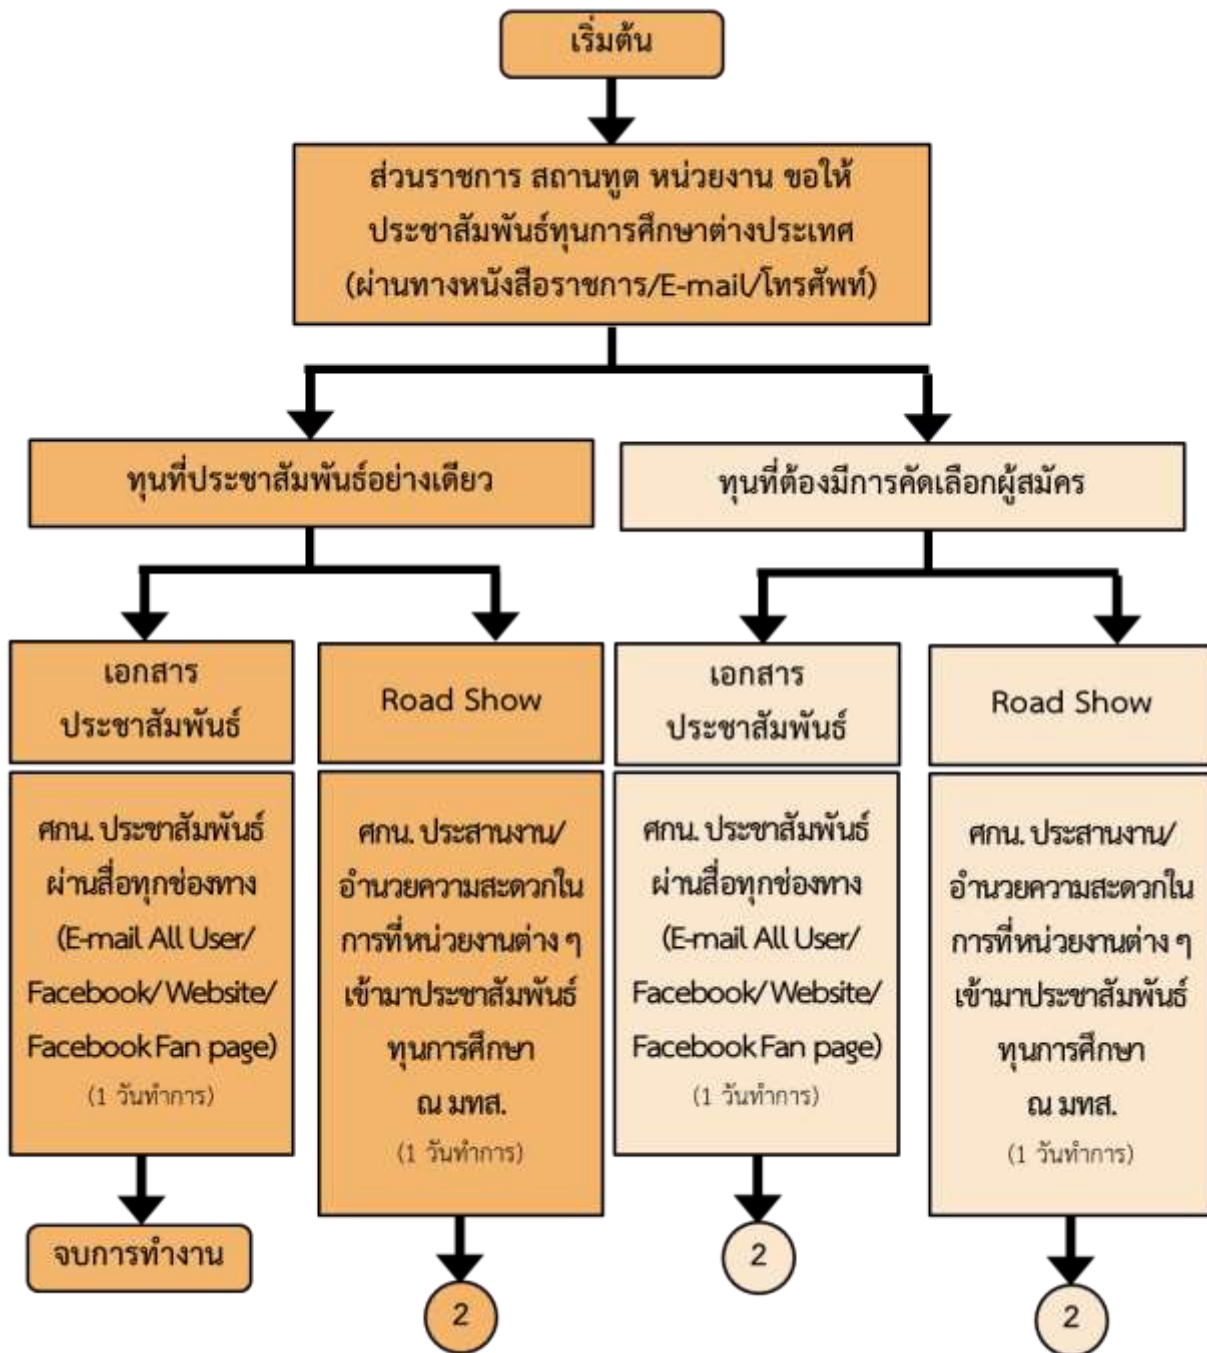 เริ่มต้น
ส่วนราชการ สถานทูต หน่วยงาน ขอให้
ประชาสัมพันธ์ทุนการศึกษาต่างประเทศ
(ผ่านทางหนังสือราชการ/E-mail/โทรศัพท์)
ทุนที่ประชาสัมพันธ์อย่างเดียว
ทุนที่ต้องมีการคัดเลือกผู้สมัคร
เอกสาร
ประชาสัมพันธ์
Road Show
เอกสาร
ประชาสัมพันธ์
Road Show
ศกน. ประชาสัมพันธ์
ผ่านสื่อทุกช่องทาง
(E-mail All User/
Facebook/ Website/
Facebook Fan page)
(1 วันทำการ)
ศกน. ประสานงาน/
อำนวยความสะดวกใน
การที่หน่วยงานต่าง ๆ
เข้ามาประชาสัมพันธ์
ทุนการศึกษา
ณ มทส.
(1 วันทำการ)
ศกน. ประชาสัมพันธ์
ผ่านสื่อทุกช่องทาง
(E-mail All User/
Facebook/ Website/
Facebook Fan page)
(1 วันทำการ)
ศกน. ประสานงาน/
อำนวยความสะดวกใน
การที่หน่วยงานต่าง ๆ
เข้ามาประชาสัมพันธ์
ทุนการศึกษา
ณ มทส.
(1 วันทำการ)
จบการทำงาน
2
2
2